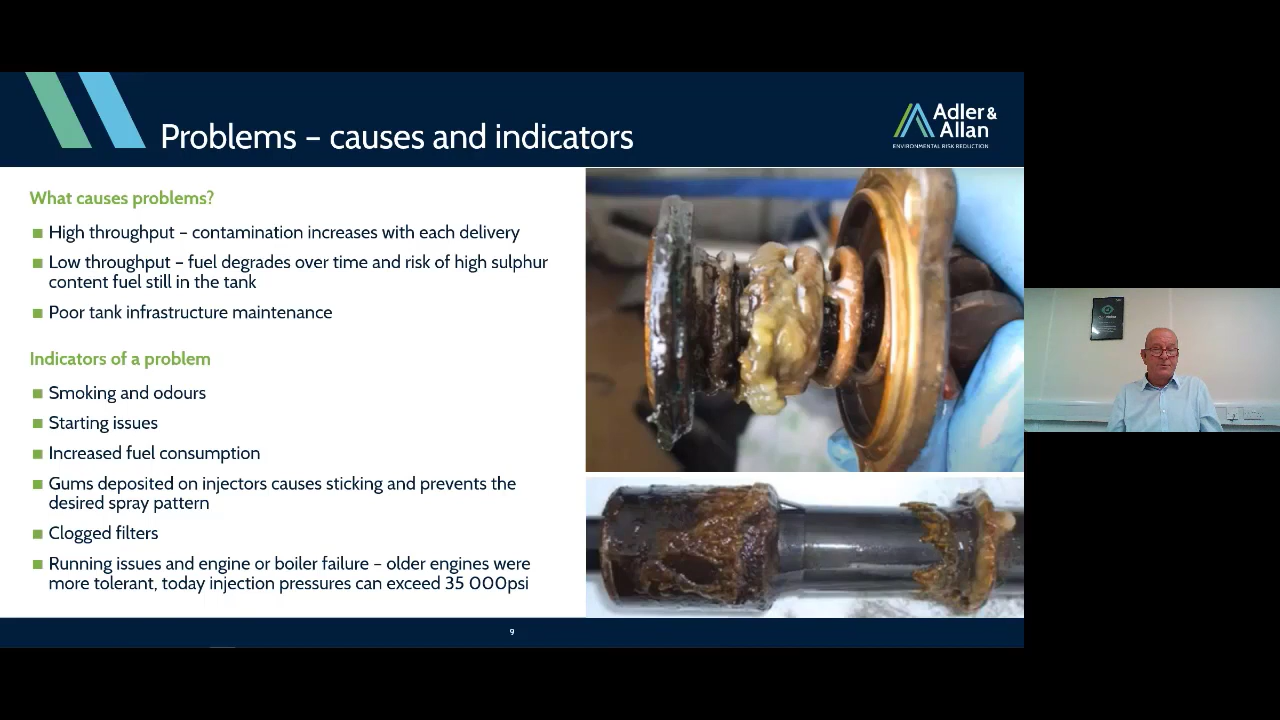 Problems – causes and indicators
Adler &
Allan
ENVIRONMENTAL RISK REDUCTION
What causes problems?
■ High throughput – contamination increases with each delivery
■ Low throughput – fuel degrades over time and risk of high sulphur
content fuel still in the tank
■ Poor tank infrastructure maintenance
Indicators of a problem
■ Smoking and odours
■ Starting issues
■ Increased fuel consumption
■ Gums deposited on injectors causes sticking and prevents the
desired spray pattern
■ Clogged filters
■ Running issues and engine or boiler failure – older engines were
more tolerant, today injection pressures can exceed 35 000psi
9